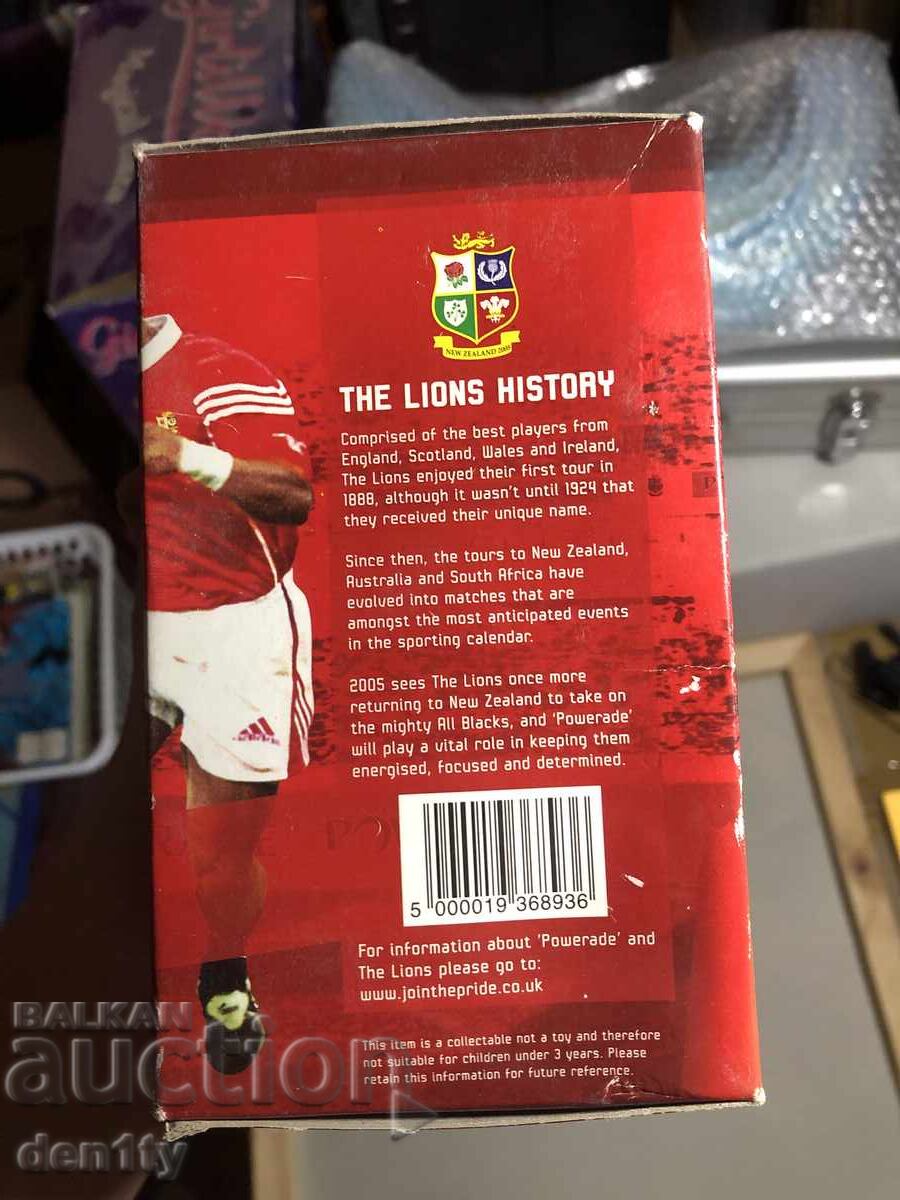 NEW ZEALAND 2005
THE LIONS HISTORY
Comprised of the best players from
England, Scotland, Wales and Ireland,
The Lions enjoyed their first tour in
1888, although it wasn't until 1924 that
they received their unique name.
Since then, the tours to New Zealand,
Australia and South Africa have
evolved into matches that are
amongst the most anticipated events
in the sporting calendar.
2005 sees The Lions once more
returning to New Zealand to take on
the mighty All Blacks, and 'Powerade'
will play a vital role in keeping them
energised, focused and determined.
adidas
5 000019 368936
For information about 'Powerade' and
The Lions please go to:
www.jointhepride.co.uk
This item is a collectable not a toy and therefore
not suitable for children under 3 years. Please
retain this information for future reference.
BALKAN
auction
den1ty